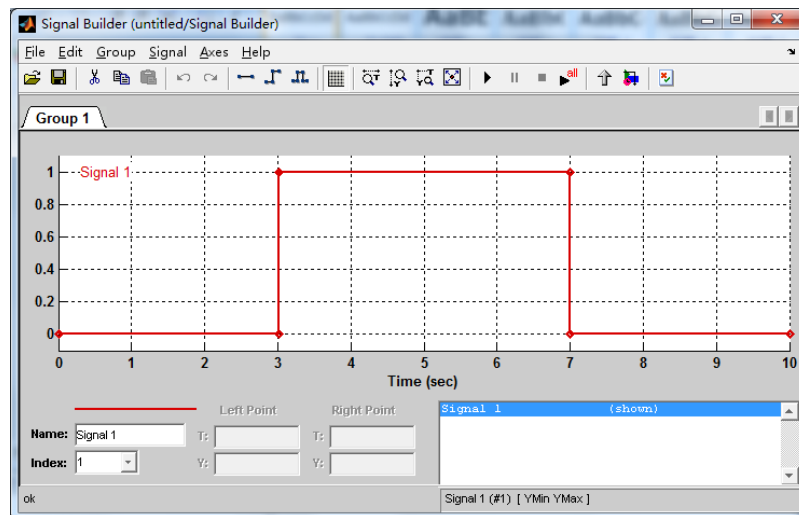 Signal Builder (untitled/Signal Builder)
File Edit Group Signal Axes Help
all
Group 1
Signal 1
1
0.8
0.6
0.4
0.2
0
0 1 2 3 4 5 6 7 8 9 10
Time (sec)
Left Point Right Point
Name: Signal 1 T: T:
Index: 1 Y: Y:
Signal 1 (shown)
ok
Signal 1 (#1) [ YMin YMax ]